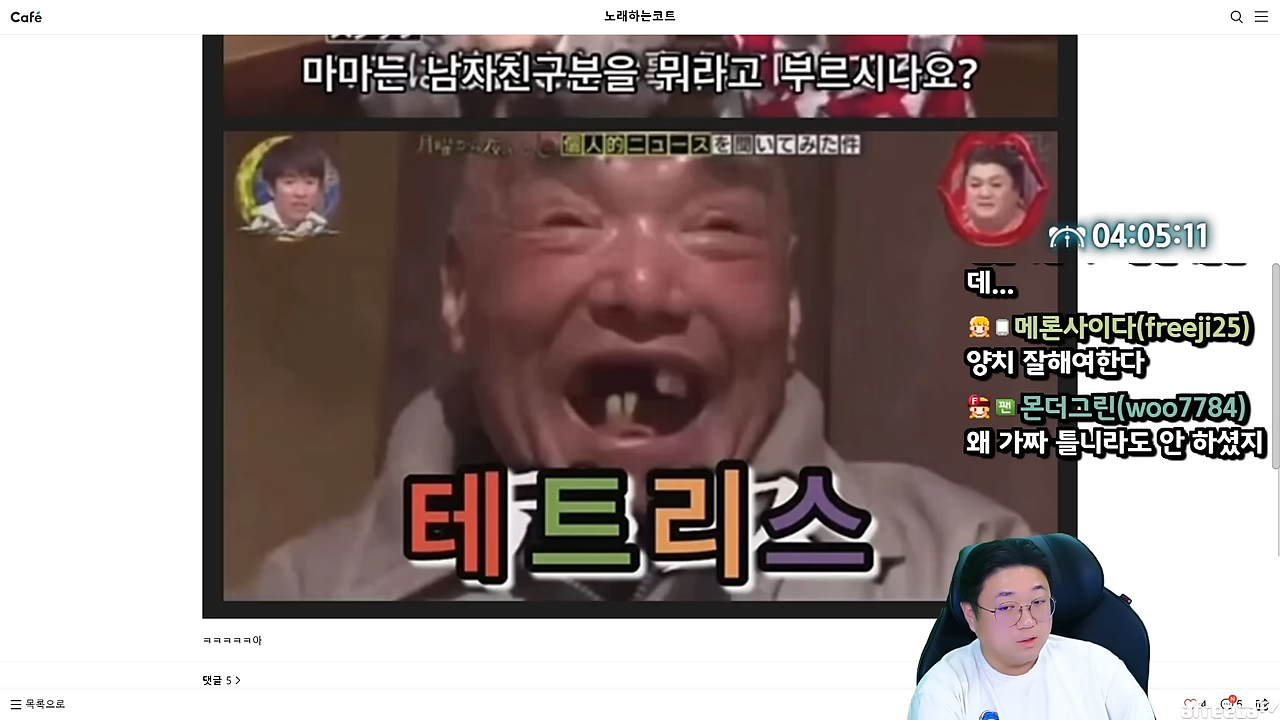 Café
노래하는코트
마마는 남자친구분을 뭐라고 부르시나요?
個人的ニュースを聞いてみた件
04:05:11
데...
메론사이다(freeji25)
양치 잘해여한다
팬 몬더그린(woo7784)
왜 가짜 틀니라도 안 하셨지
테트리스
ㅋㅋㅋㅋㅋ아
댓글 5
목록으로
afreecaTV